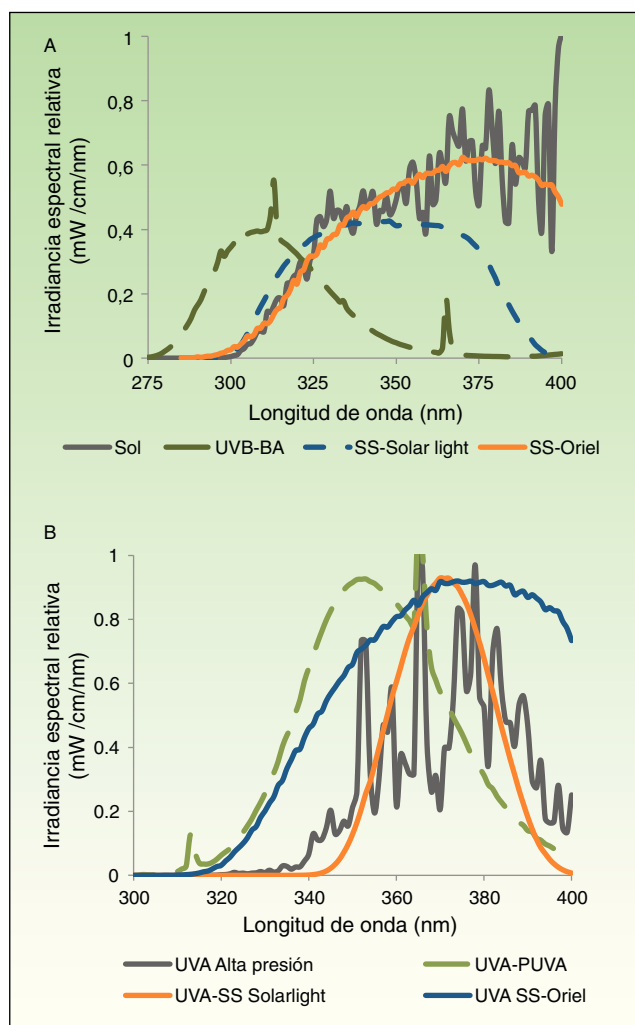 A
Irradiancia espectral relativa
(mW /cm/nm)
1
0,8
0,6
0,4
0,2
0
275
300
325
350
375
400
Longitud de onda (nm)
Sol
UVB-BA
SS-Solar light
SS-Oriel
B
Irradiancia espectral relativa
(mW /cm/nm)
1
0.8
0.6
0.4
0.2
0
300
320
340
360
380
400
Longitud de onda (nm)
UVA Alta presión
UVA-PUVA
UVA-SS Solarlight
UVA SS-Oriel